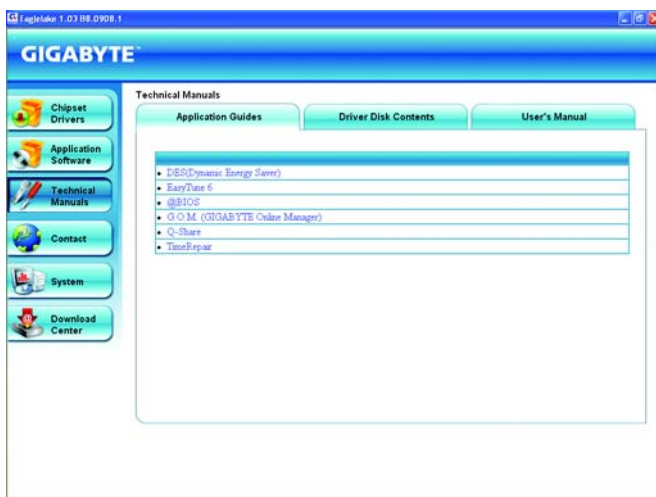 Eaglelake 1.03 B8.0908.1
GIGABYTE™
Chipset
Drivers
Application
Software
Technical
Manuals
Contact
System
Download
Center
Technical Manuals
Application Guides
Driver Disk Contents
User's Manual
• DES(Dynamic Energy Saver)
• EasyTune 6
• @BIOS
• G.O.M. (GIGABYTE Online Manager)
• Q-Share
• TimeRepair